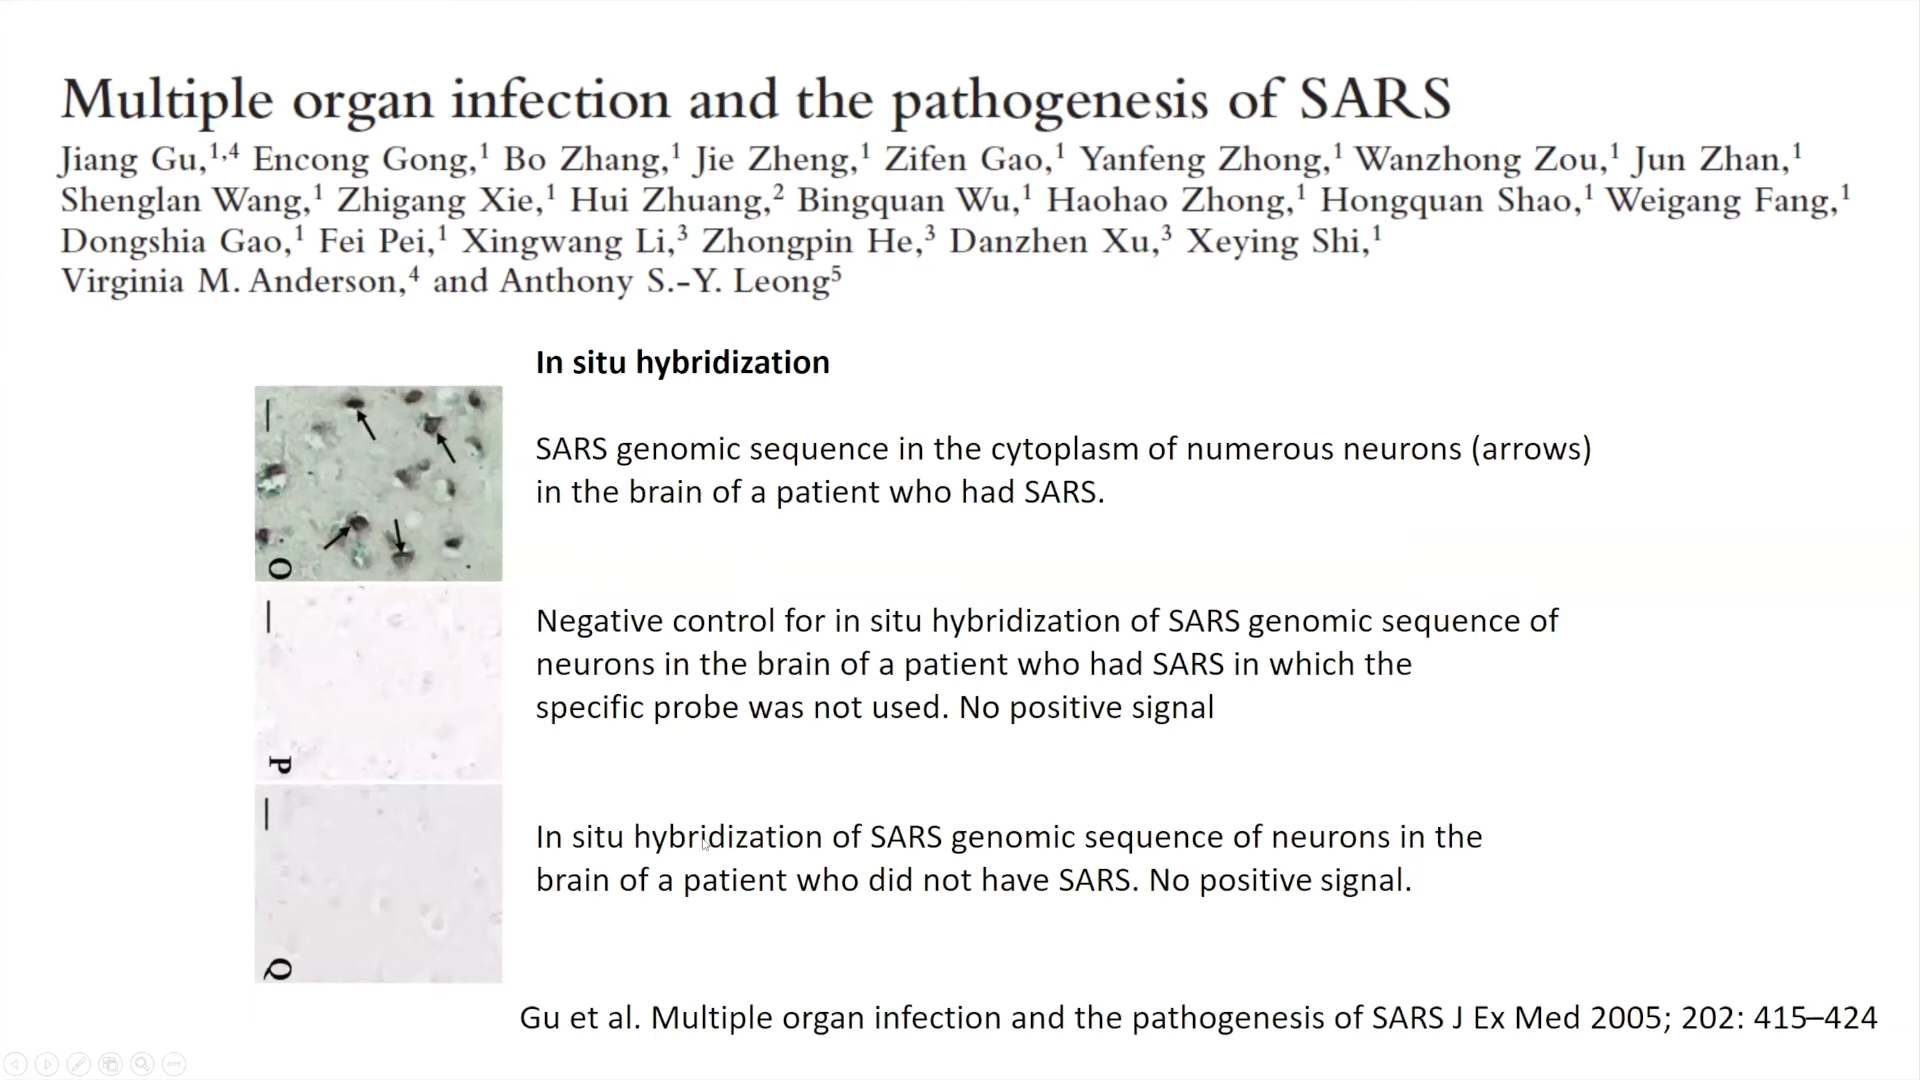 Multiple organ infection and the pathogenesis of SARS
Jiang Gu,1,4 Encong Gong,1 Bo Zhang,1 Jie Zheng,1 Zifen Gao,1 Yanfeng Zhong,1 Wanzhong Zou,1 Jun Zhan,1
Shenglan Wang,1 Zhigang Xie,1 Hui Zhuang,2 Bingquan Wu,1 Haohao Zhong,1 Hongquan Shao,1 Weigang Fang,1
Dongshia Gao,1 Fei Pei,1 Xingwang Li,3 Zhongpin He,3 Danzhen Xu,3 Xeying Shi,1
Virginia M. Anderson,4 and Anthony S.-Y. Leong5
In situ hybridization
O
SARS genomic sequence in the cytoplasm of numerous neurons (arrows)
in the brain of a patient who had SARS.
P
Negative control for in situ hybridization of SARS genomic sequence of
neurons in the brain of a patient who had SARS in which the
specific probe was not used. No positive signal
Q
In situ hybridization of SARS genomic sequence of neurons in the
brain of a patient who did not have SARS. No positive signal.
Gu et al. Multiple organ infection and the pathogenesis of SARS J Ex Med 2005; 202: 415–424